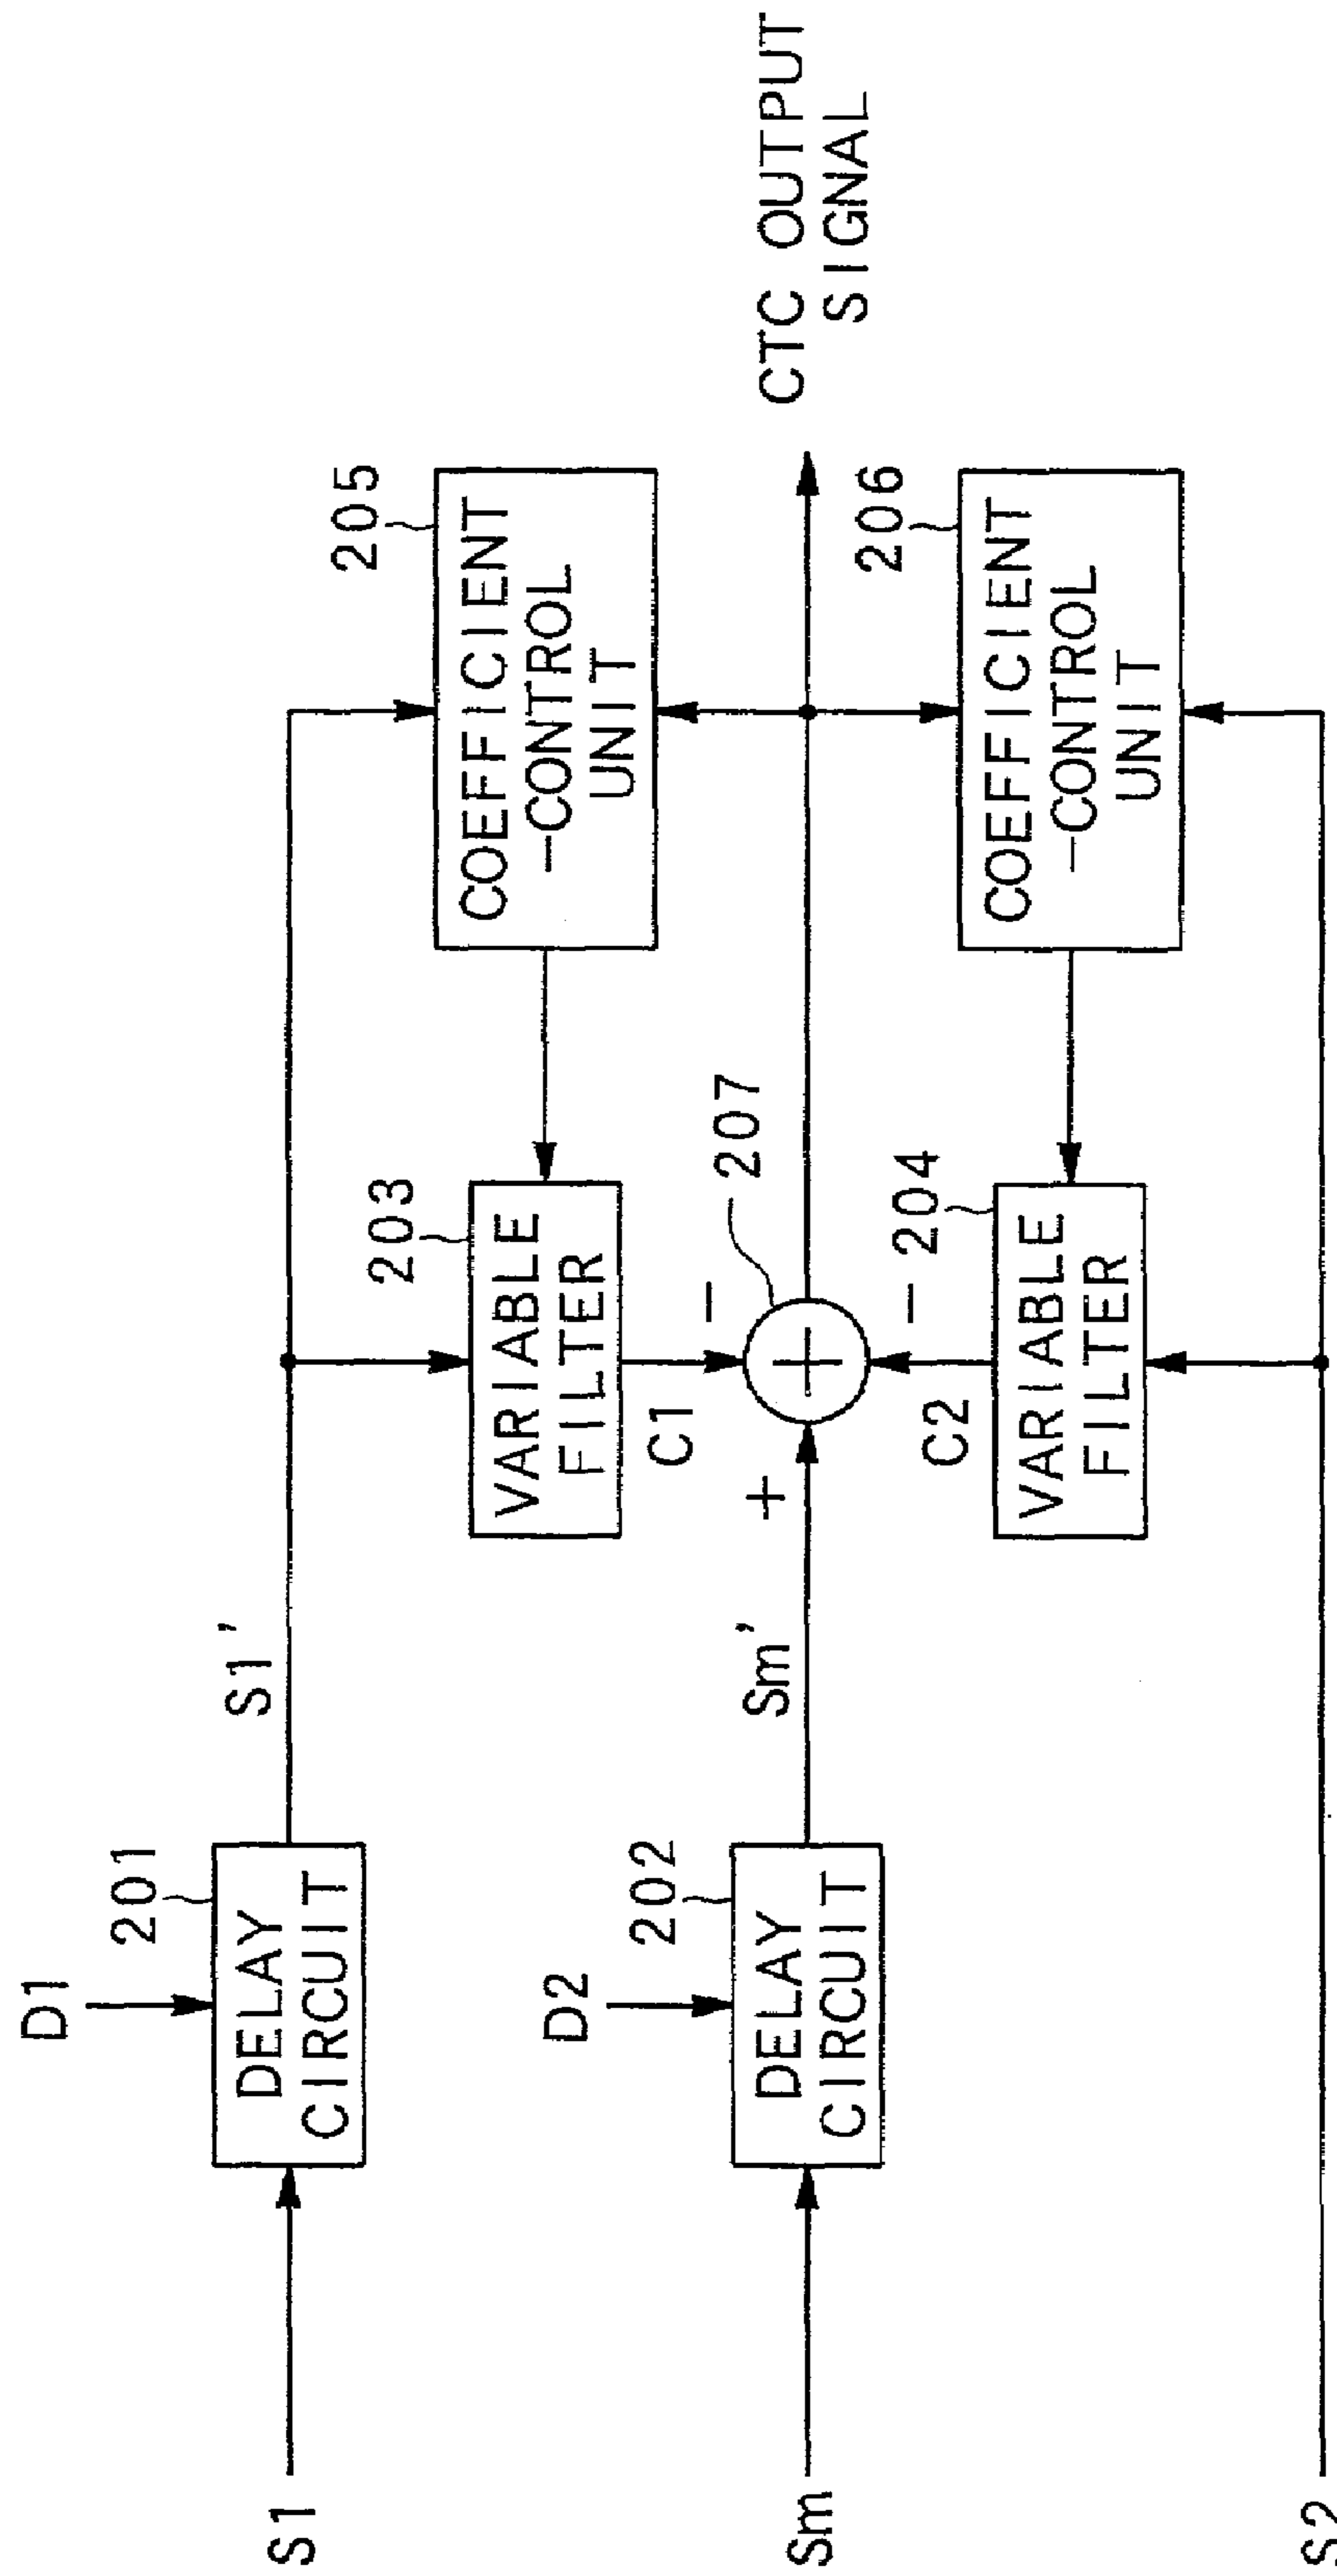 D1
201
S1
DELAY
CIRCUIT
S1'
203
VARIABLE
FILTER
205
COEFFICIENT
-CONTROL
UNIT
C1
-
207
D2
202
Sm
DELAY
CIRCUIT
Sm'
+
+
CTC OUTPUT
SIGNAL
C2
-
204
VARIABLE
FILTER
206
COEFFICIENT
-CONTROL
UNIT
S2